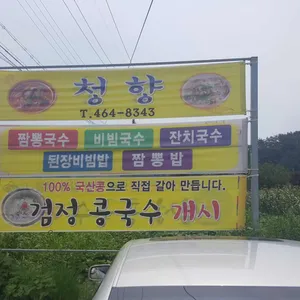 청향
T.464-8343
짬뽕국수 비빔국수 잔치국수
된장비빔밥 짬뽕밥
100% 국산콩으로 직접 갈아 만듭니다.
검정콩국수 개시